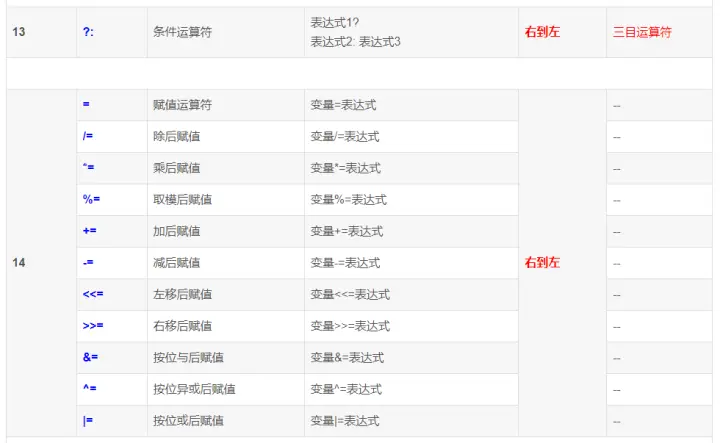 13 ?: 条件运算符 表达式1? 右到左 三目运算符
表达式2: 表达式3
= 赋值运算符 变量=表达式 --
/= 除后赋值 变量/=表达式 --
*= 乘后赋值 变量*=表达式 --
%= 取模后赋值 变量%=表达式 --
+= 加后赋值 变量+=表达式 --
14 -= 减后赋值 变量-=表达式 右到左 --
<<= 左移后赋值 变量<<=表达式 --
>>= 右移后赋值 变量>>=表达式 --
&= 按位与后赋值 变量&=表达式 --
^= 按位异或后赋值 变量^=表达式 --
|= 按位或后赋值 变量|=表达式 --